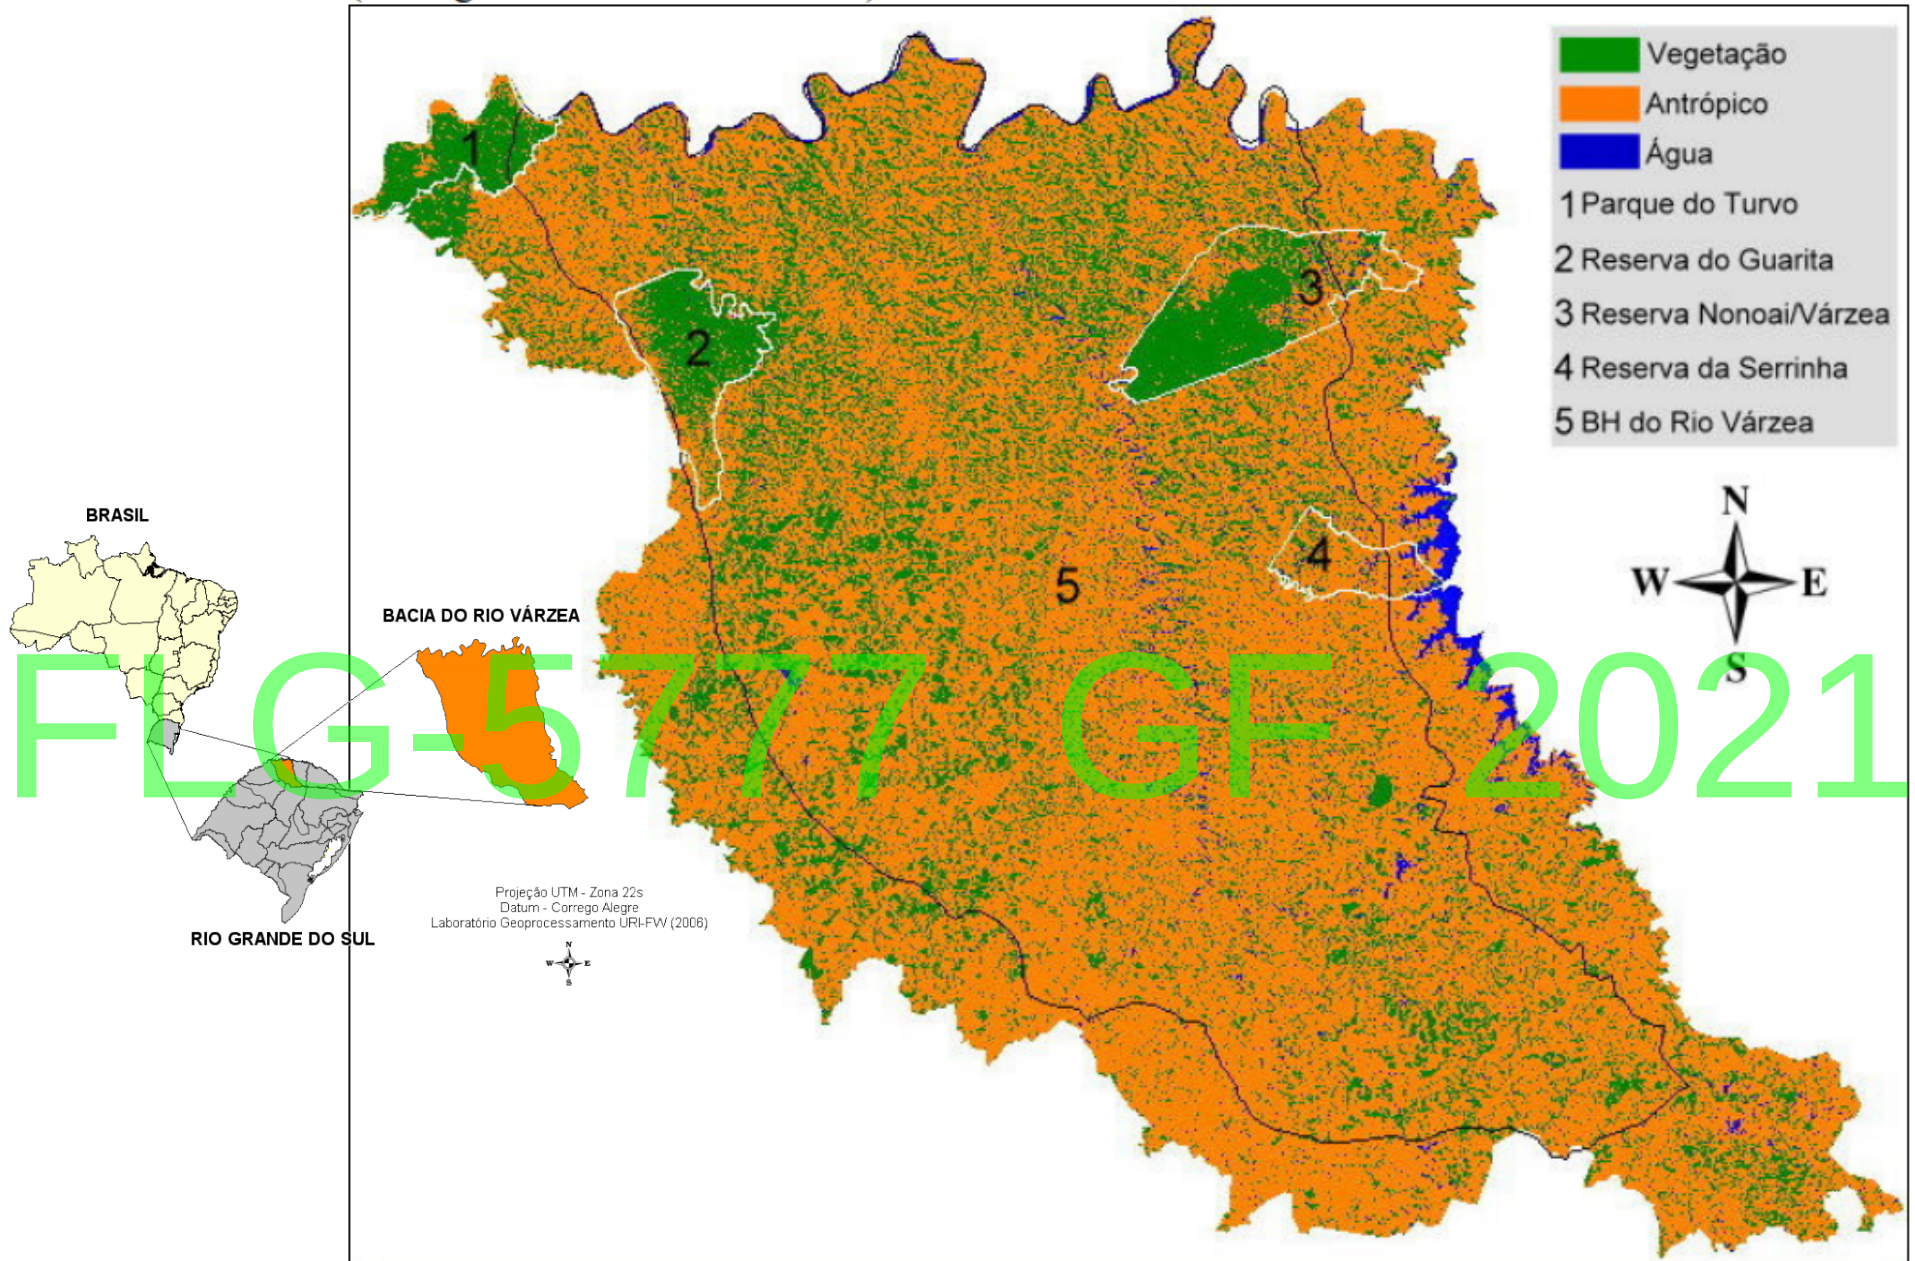 Vegetação
Antrópico
Água
1 Parque do Turvo
2 Reserva do Guarita
3 Reserva Nonoai/Várzea
4 Reserva da Serrinha
5 BH do Rio Várzea
1
2
3
4
5
N
W E
S
BRASIL
BACIA DO RIO VÁRZEA
FLG-5777 GF 2021
Projeção UTM - Zona 22s
Datum - Corrego Alegre
Laboratório Geoprocessamento URI-FW (2006)
RIO GRANDE DO SUL
N
W E
S